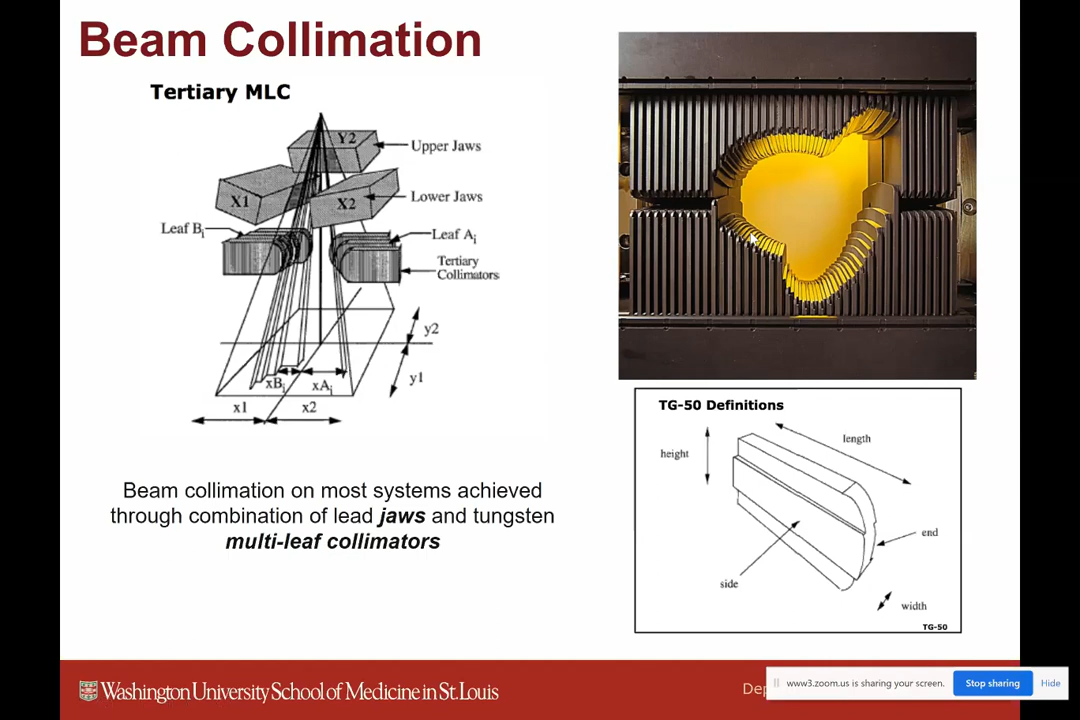 Beam Collimation
Tertiary MLC
Y2
Upper Jaws
X1
X2
Lower Jaws
Leaf Bi
Leaf Ai
Tertiary
Collimators
y2
xBi
xAi
y1
x1
x2
Beam collimation on most systems achieved
through combination of lead jaws and tungsten
multi-leaf collimators
TG-50 Definitions
length
height
end
side
width
TG-50
Washington University School of Medicine in St. Louis
www3.zoom.us is sharing your screen.
Stop sharing
Hide